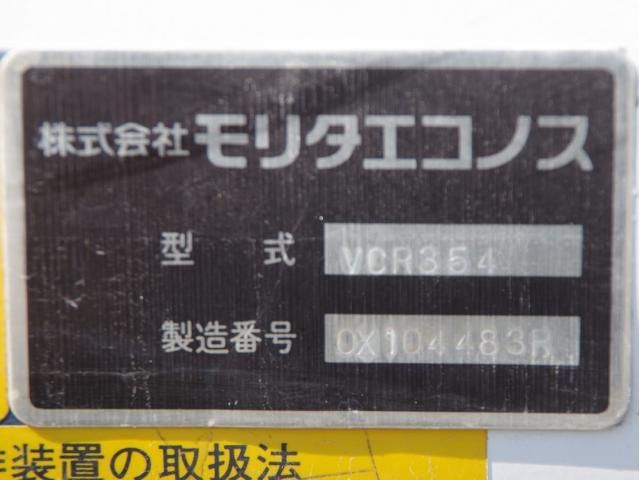 株式会社 モリタエコノス
型 式 VCR354
製造番号 0X104483R
装置の取扱法